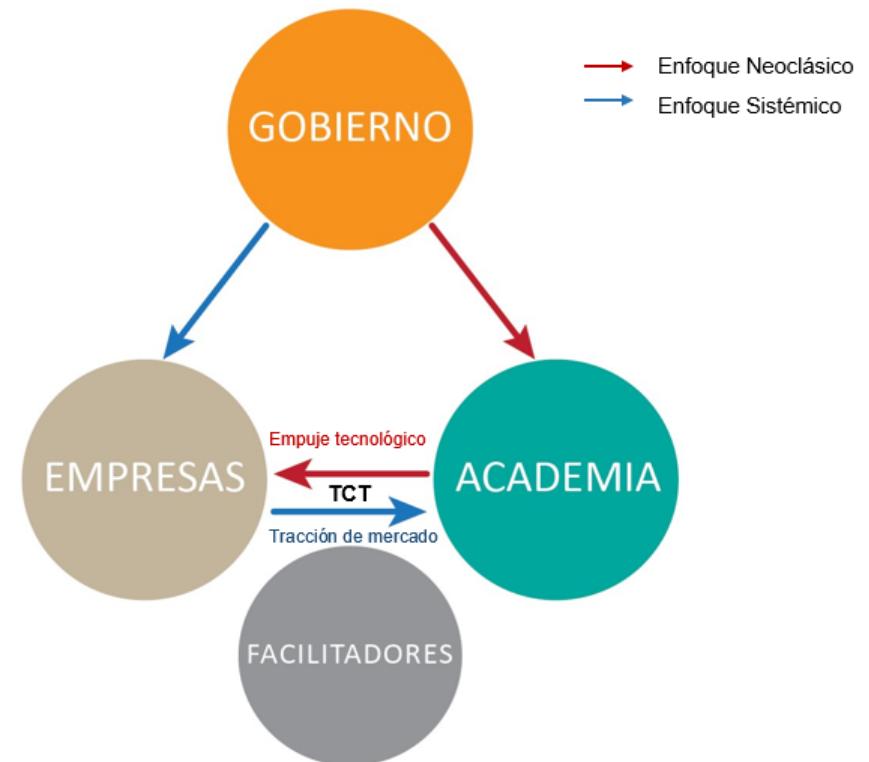 GOBIERNO
Enfoque Neoclásico
Enfoque Sistémico
Empuje tecnológico
EMPRESAS
ACADEMIA
TCT
Tracción de mercado
FACILITADORES